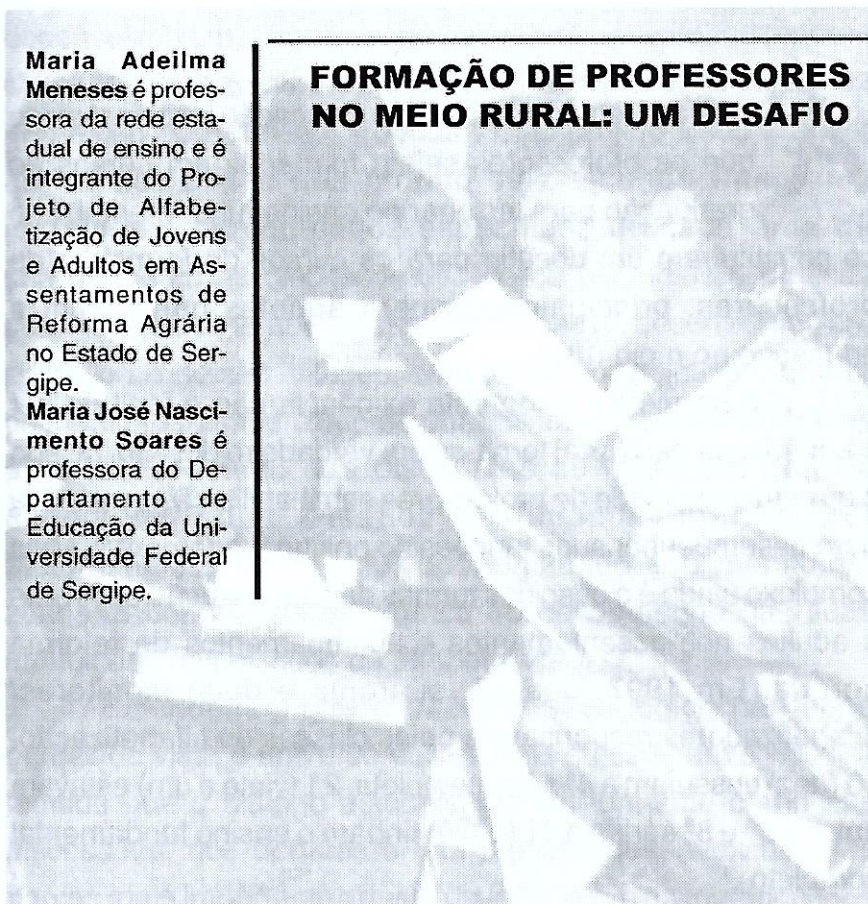 Maria Adeilma
Meneses é profes-
sora da rede esta-
dual de ensino e é
integrante do Pro-
jeto de Alfabe-
tização de Jovens
e Adultos em As-
sentamentos de
Reforma Agrária
no Estado de Ser-
gipe.
Maria José Nasci-
mento Soares é
professora do De-
partamento de
Educação da Uni-
versidade Federal
de Sergipe.
FORMAÇÃO DE PROFESSORES
NO MEIO RURAL: UM DESAFIO